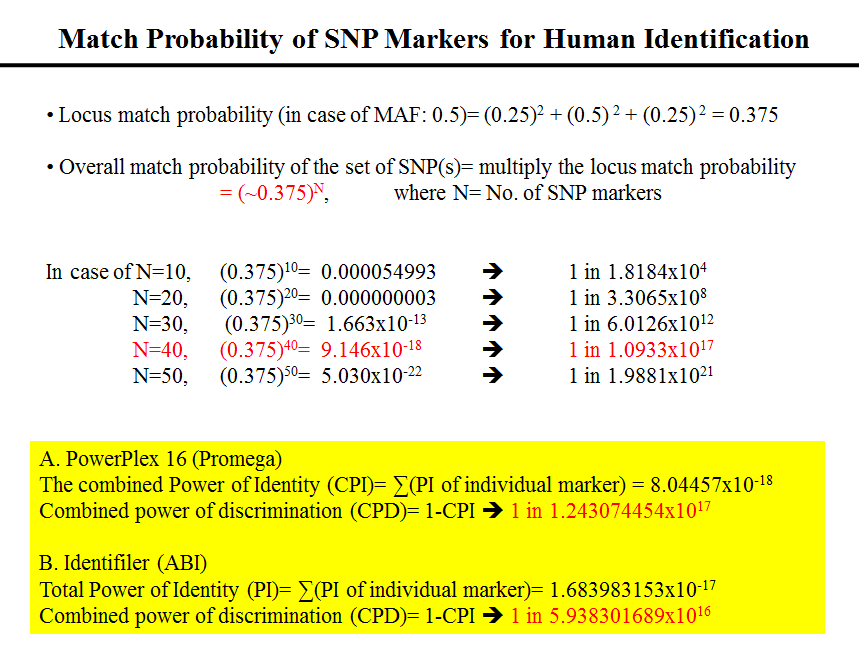 Match Probability of SNP Markers for Human Identification
• Locus match probability (in case of MAF: 0.5)= (0.25)² + (0.5) ² + (0.25) ² = 0.375
• Overall match probability of the set of SNP(s)= multiply the locus match probability
= (~0.375)ᴺ, where N= No. of SNP markers
In case of N=10, (0.375)¹⁰= 0.000054993 ➔ 1 in 1.8184x10⁴
N=20, (0.375)²⁰= 0.000000003 ➔ 1 in 3.3065x10⁸
N=30, (0.375)³⁰= 1.663x10⁻¹³ ➔ 1 in 6.0126x10¹²
N=40, (0.375)⁴⁰= 9.146x10⁻¹⁸ ➔ 1 in 1.0933x10¹⁷
N=50, (0.375)⁵⁰= 5.030x10⁻²² ➔ 1 in 1.9881x10²¹
A. PowerPlex 16 (Promega)
The combined Power of Identity (CPI)= ∑(PI of individual marker) = 8.04457x10⁻¹⁸
Combined power of discrimination (CPD)= 1-CPI ➔ 1 in 1.243074454x10¹⁷
B. Identifiler (ABI)
Total Power of Identity (PI)= ∑(PI of individual marker)= 1.683983153x10⁻¹⁷
Combined power of discrimination (CPD)= 1-CPI ➔ 1 in 5.938301689x10¹⁶